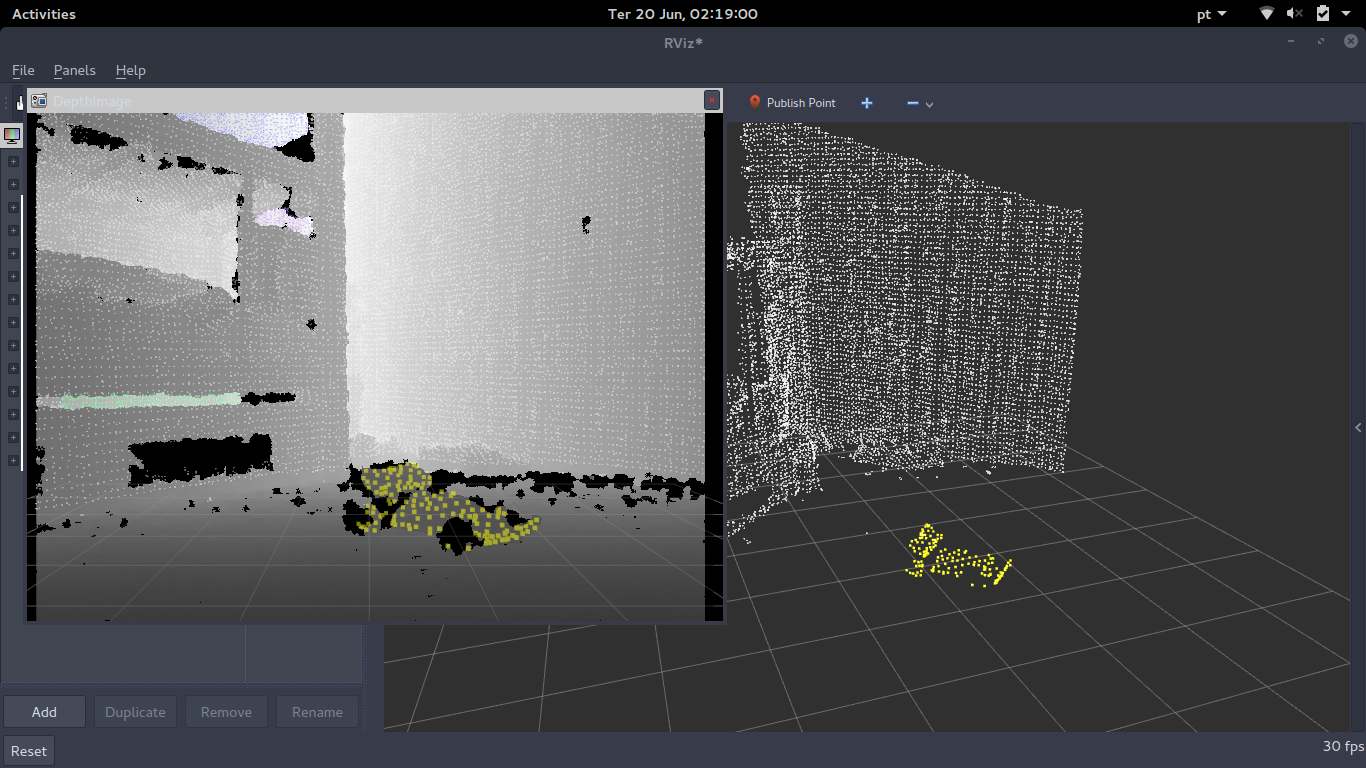 Activities Ter 20 Jun, 02:19:00 pt
RViz*
File Panels Help
DepthImage
Publish Point
Add Duplicate Remove Rename
Reset 30 fps